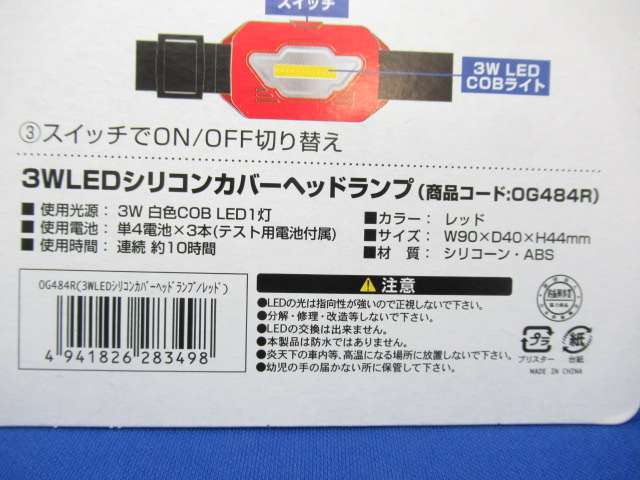 スイッチ
3W LED
COBライト
③スイッチでON/OFF切り替え
3WLEDシリコンカバーヘッドランプ(商品コード:OG484R)
■使用光源：3W 白色COB LED1灯
■使用電池：単4電池×3本(テスト用電池付属)
■使用時間：連続 約10時間
■カラー：レッド
■サイズ：W90×D40×H44mm
■材　質：シリコーン・ABS
OG484R(3WLEDシリコンカバーヘッドランプ/レッド)
4 941826 283498
注意
●LEDの光は指向性が強いので正視しないで下さい。
●分解・修理・改造等しないで下さい。
●LEDの交換は出来ません。
●本製品は防水ではありません。
●炎天下の車内等、高温になる場所に放置しないで下さい。
●幼児の手の届かない所に保管して下さい。
プラ
ブリスター
紙
台紙
MADE IN CHINA